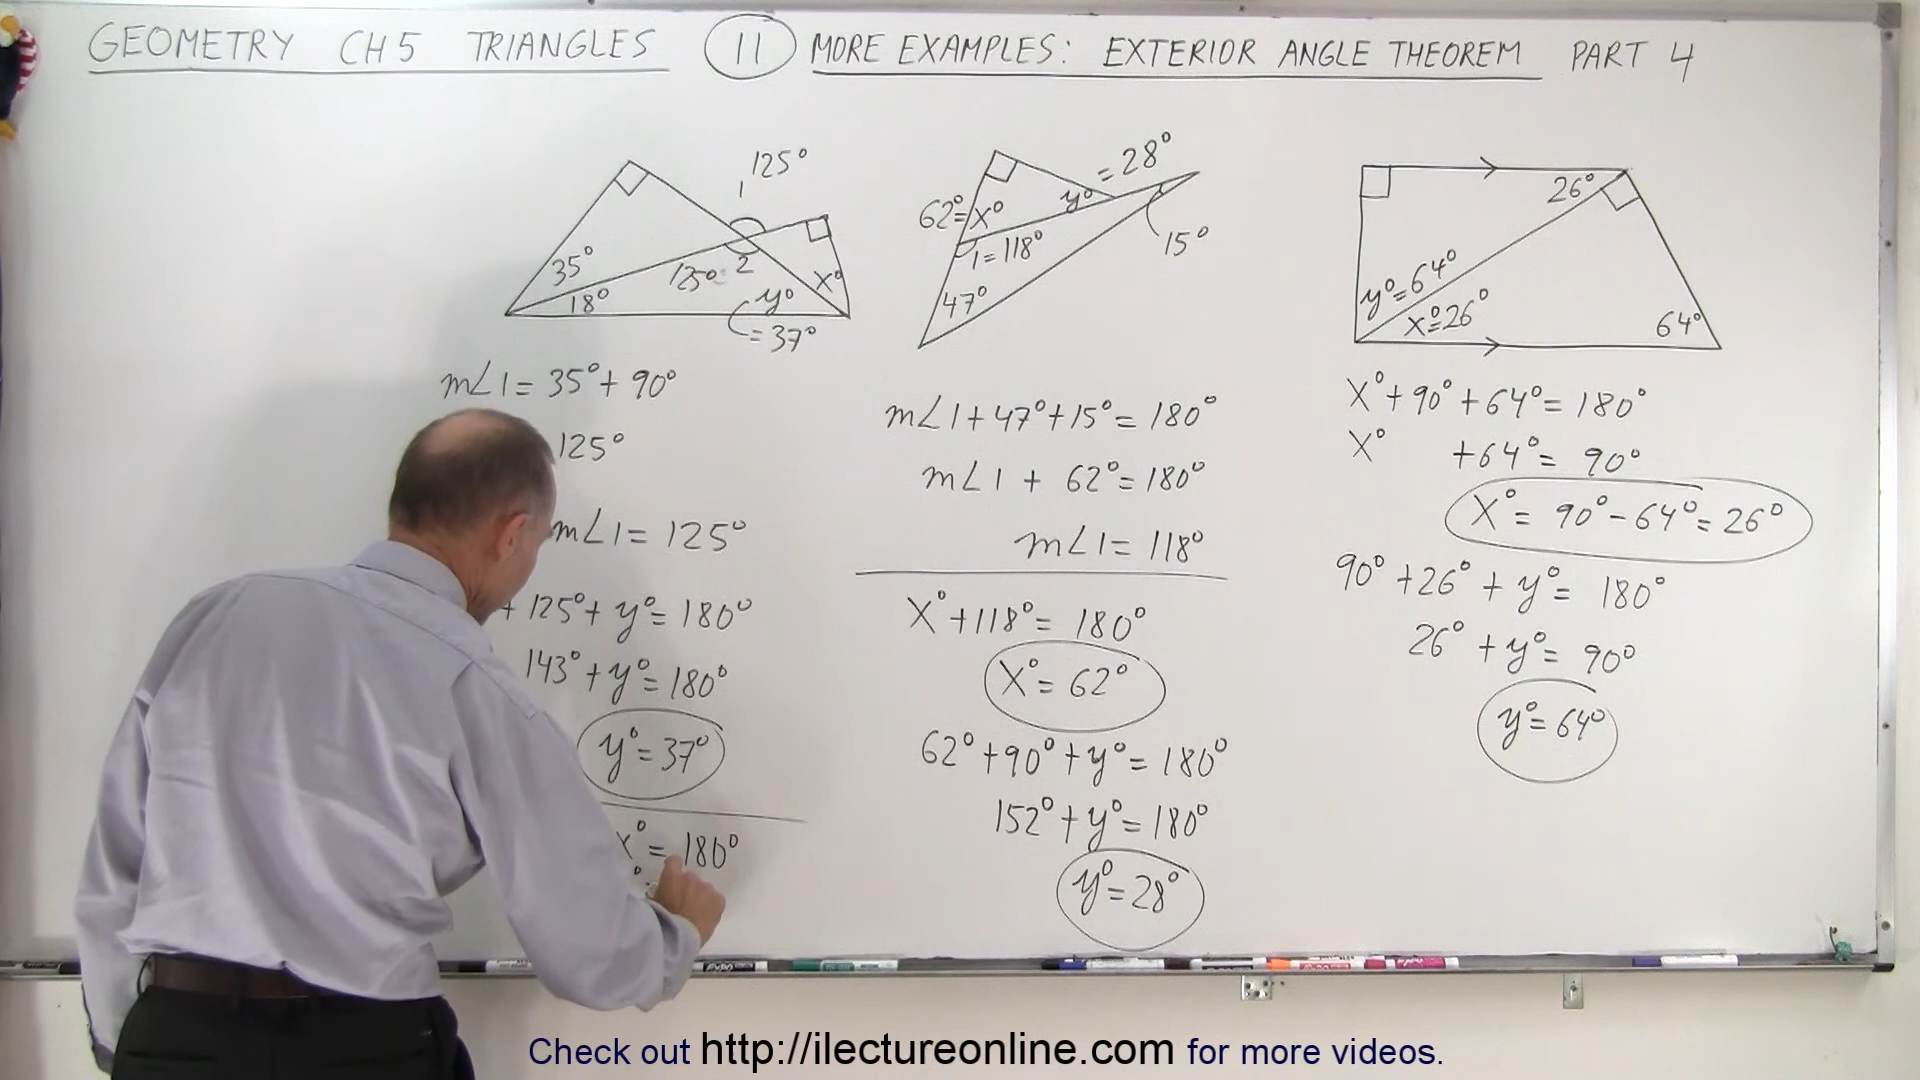 GEOMETRY CH 5 TRIANGLES 11 MORE EXAMPLES: EXTERIOR ANGLE THEOREM PART 4
125°
1
35°
18°
125° 2
y°
= 37°
x°
m∠1 = 35° + 90°
125°
m∠1 = 125°
+ 125° + y° = 180°
143° + y° = 180°
y° = 37°
x° = 180°
= 28°
62° = x°
y°
1 = 118°
15°
47°
m∠1 + 47° + 15° = 180°
m∠1 + 62° = 180°
m∠1 = 118°
x° + 118° = 180°
x° = 62°
62° + 90° + y° = 180°
152° + y° = 180°
y° = 28°
26°
y° = 64°
x° = 26°
64°
x° + 90° + 64° = 180°
x° + 64° = 90°
x° = 90° - 64° = 26°
90° + 26° + y° = 180°
26° + y° = 90°
y° = 64°
EXPO
Check out http://ilectureonline.com for more videos.